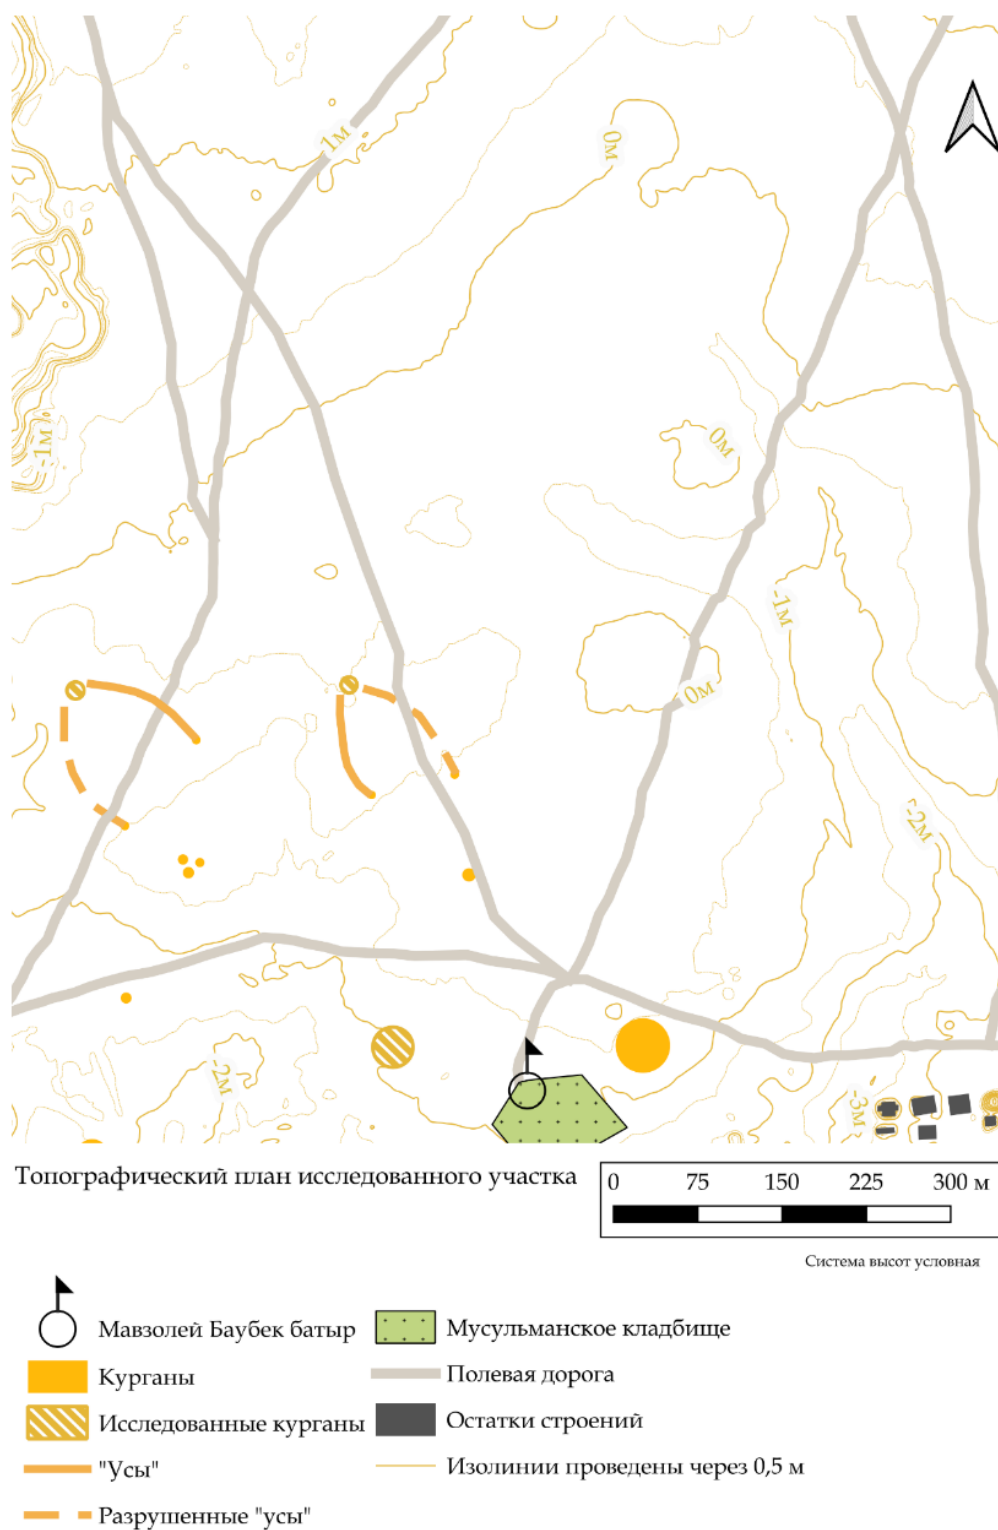 1м
0м
0м
-1м
-1м
0м
-2м
-2м
-3м
Топографический план исследованного участка
0 75 150 225 300 м
Система высот условная
Мавзолей Баубек батыр
Мусульманское кладбище
Курганы
Полевая дорога
Исследованные курганы
Остатки строений
"Усы"
Изолинии проведены через 0,5 м
Разрушенные "усы"